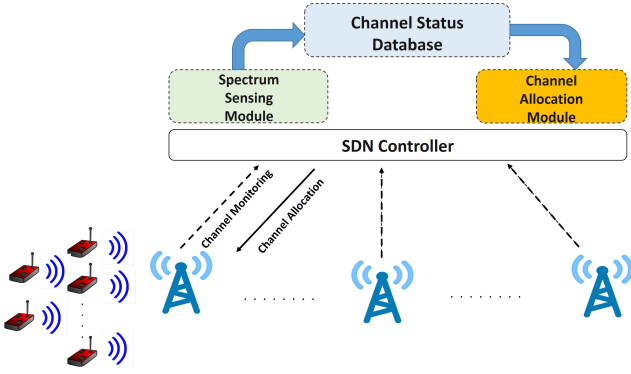 Channel Status
Database
Spectrum
Sensing
Module
Channel
Allocation
Module
SDN Controller
Channel Monitoring
Channel Allocation